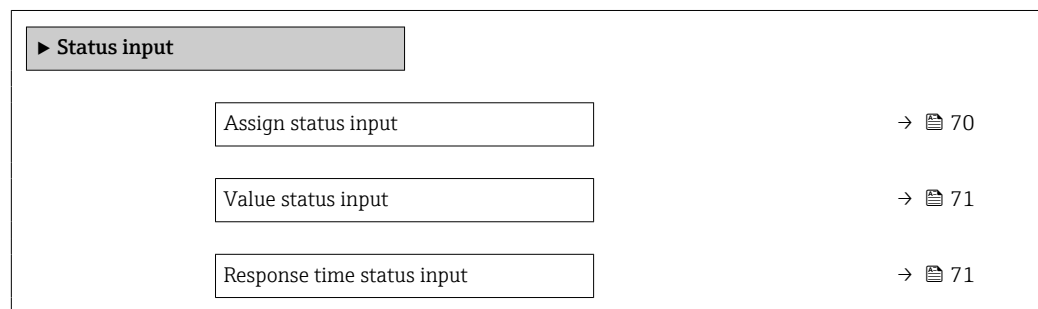 ▶ Status input
Assign status input → 70
Value status input → 71
Response time status input → 71